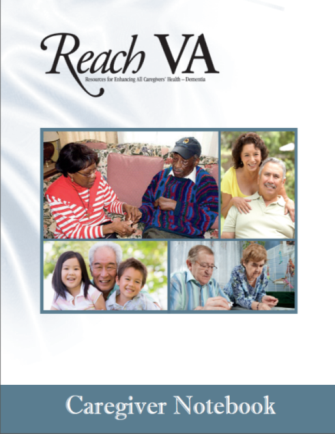 Reach VA
Resources for Enhancing All Caregivers' Health – Dementia
Caregiver Notebook